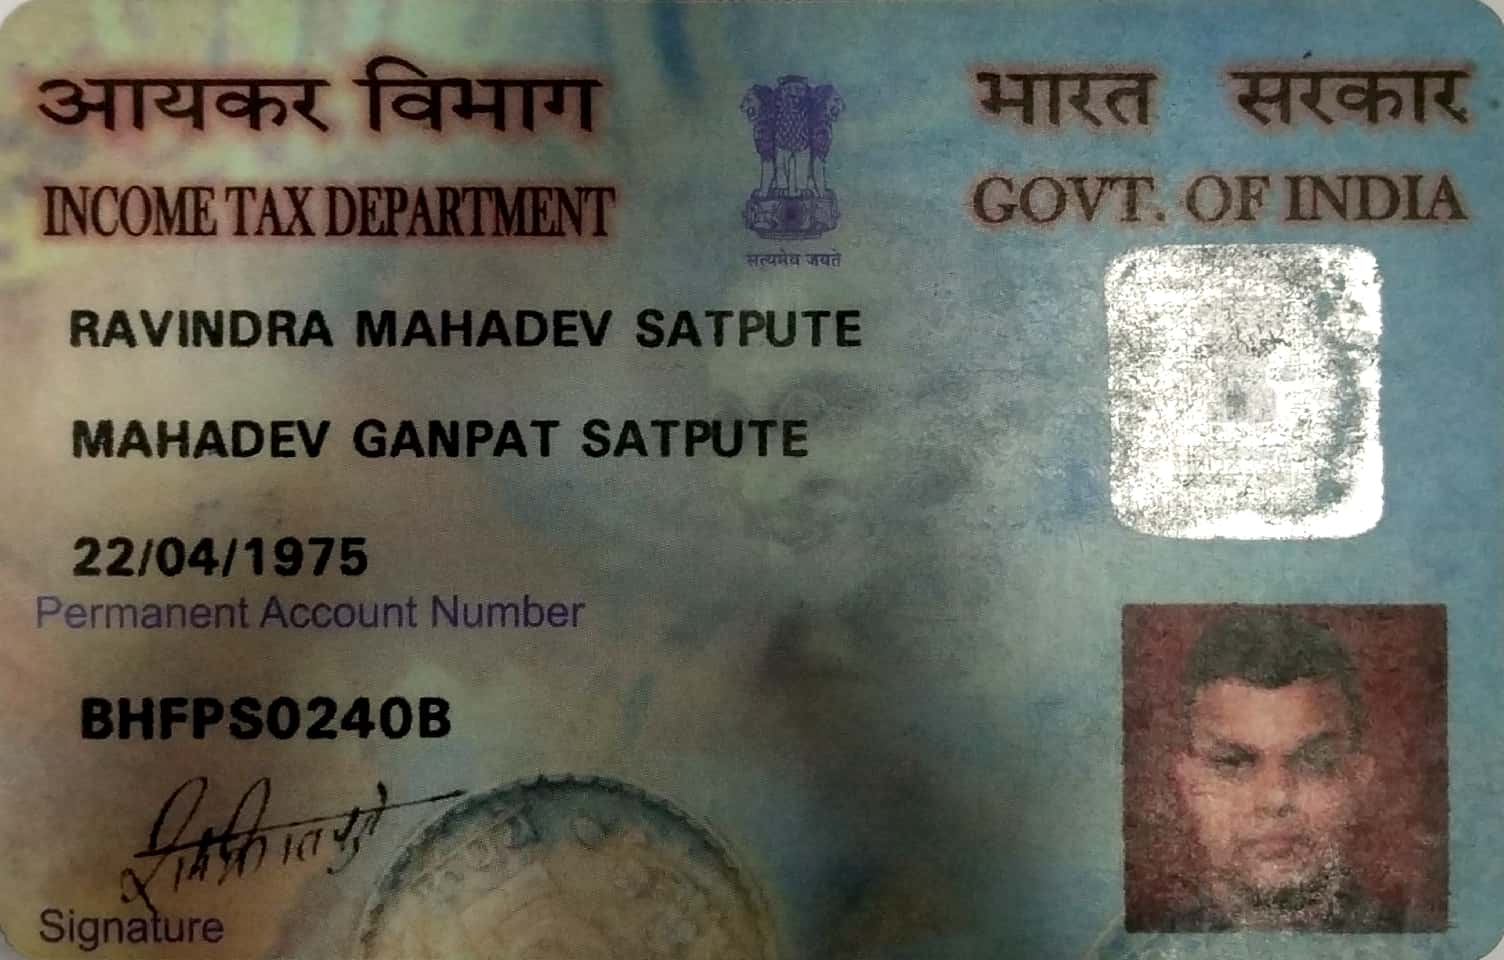 आयकर विभाग
INCOME TAX DEPARTMENT
सत्यमेव जयते
भारत सरकार
GOVT. OF INDIA
RAVINDRA MAHADEV SATPUTE
MAHADEV GANPAT SATPUTE
22/04/1975
Permanent Account Number
BHFPS0240B
Signature